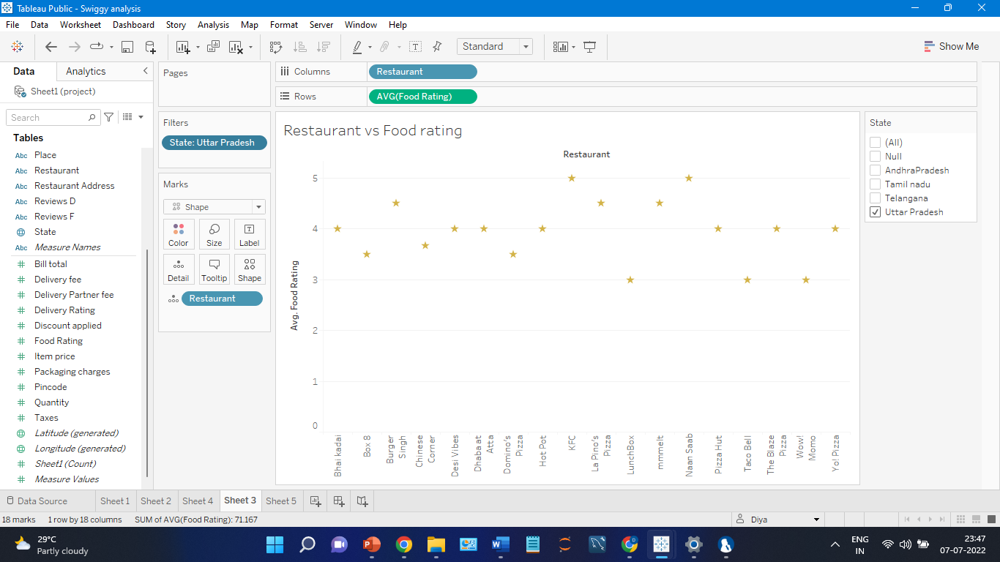 Tableau Public - Swiggy analysis
File Data Worksheet Dashboard Story Analysis Map Format Server Window Help
Standard
Show Me
Data Analytics
Sheet1 (project)
Search
Tables
Abc Place
Abc Restaurant
Abc Restaurant Address
Abc Reviews D
Abc Reviews F
State
Abc Measure Names
# Bill total
# Delivery fee
# Delivery Partner fee
# Delivery Rating
# Discount applied
# Food Rating
# Item price
# Packaging charges
# Pincode
# Quantity
# Taxes
Latitude (generated)
Longitude (generated)
# Sheet1 (Count)
# Measure Values
Pages
Filters
State: Uttar Pradesh
Marks
Shape
Color Size Label
Detail Tooltip Shape
Restaurant
Columns Restaurant
Rows AVG(Food Rating)
Restaurant vs Food rating
Restaurant
Avg. Food Rating
5
4
3
2
1
0
Bhai kadai
Box 8
Burger
Singh
Chinese
Corner
Desi Vibes
Dhaba at
Atta
Domino's
Pizza
Hot Pot
KFC
La Pino's
Pizza
LunchBox
mmmelt
Naan Saab
Pizza Hut
Taco Bell
The Blaze
Pizza
Wow!
Momo
Yo! Pizza
State
(All)
Null
AndhraPradesh
Tamil nadu
Telangana
Uttar Pradesh
Data Source Sheet 1 Sheet 2 Sheet 4 Sheet 3 Sheet 5
18 marks 1 row by 18 columns SUM of AVG(Food Rating): 71.167
Diya
29°C
Partly cloudy
ENG
IN
23:47
07-07-2022